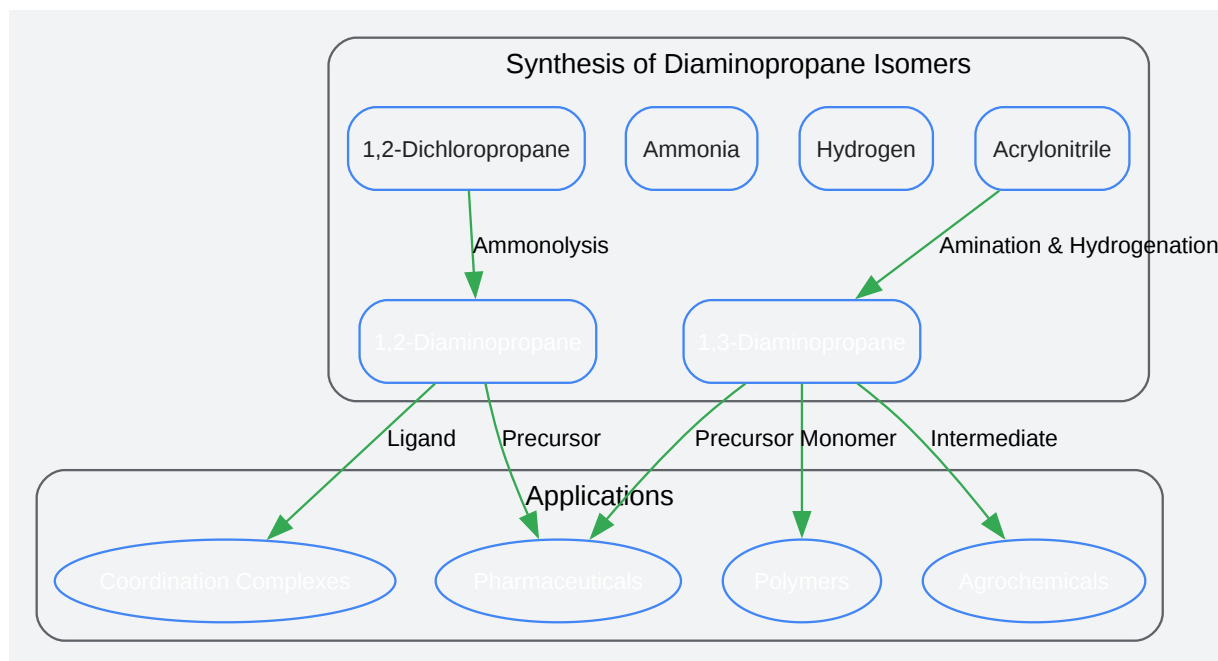 Synthesis of Diaminopropane Isomers
1,2-Dichloropropane
Ammonia
Hydrogen
Acrylonitrile
Ammonolysis
Amination & Hydrogenation
1,2-Diaminopropane
1,3-Diaminopropane
Ligand
Precursor
Precursor
Monomer
Intermediate
Applications
Coordination Complexes
Pharmaceuticals
Polymers
Agrochemicals